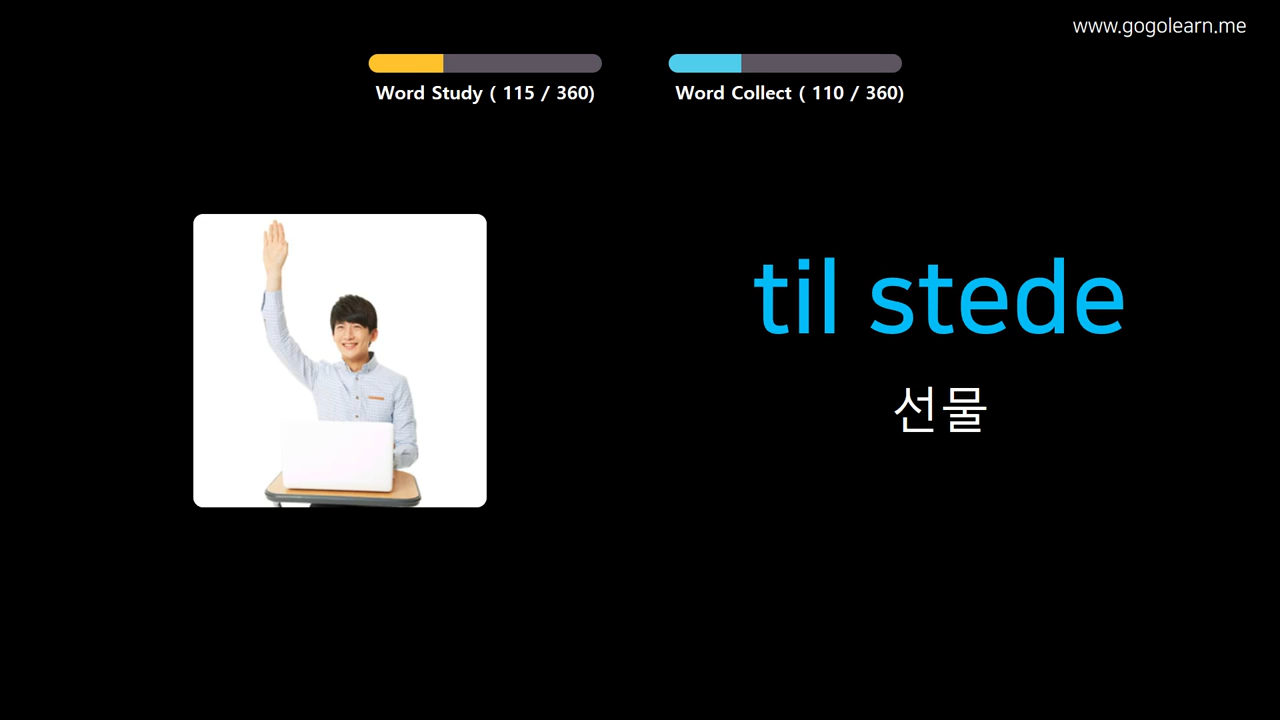 www.gogolearn.me
Word Study ( 115 / 360)
Word Collect ( 110 / 360)
til stede
선물